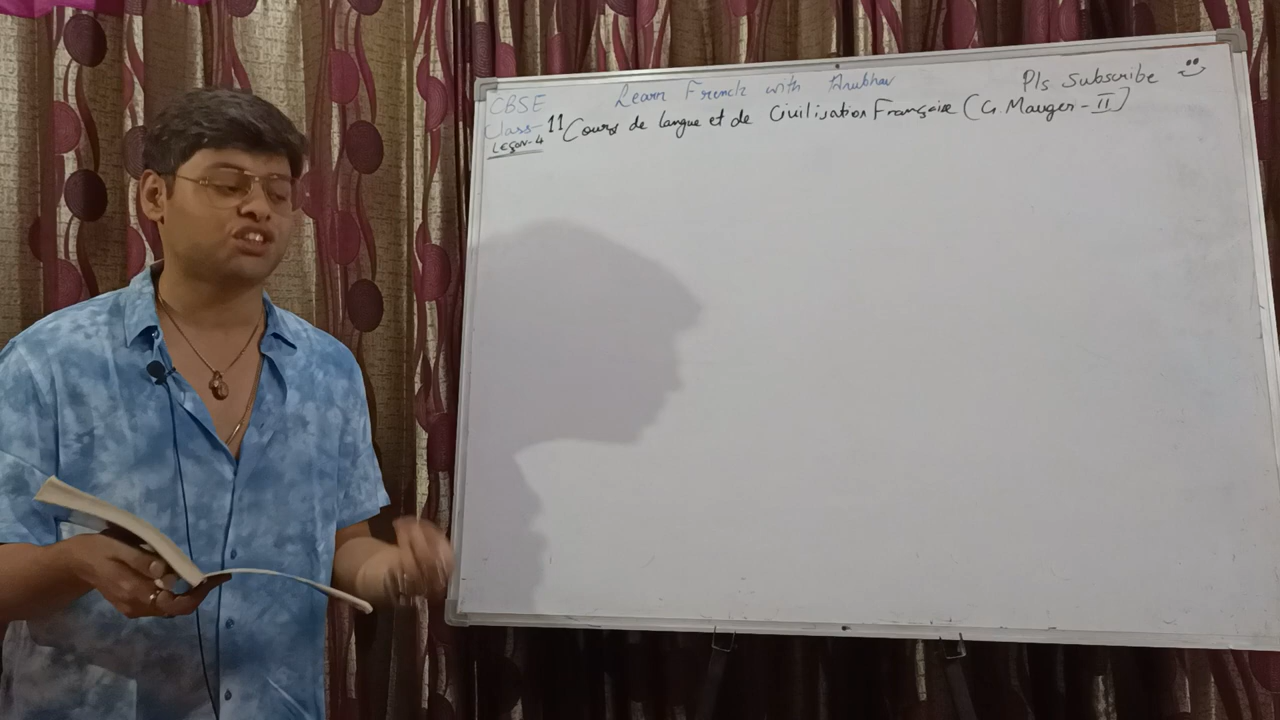 CBSE Learn French with Anubhav Pls Subscribe
Class-11 Cours de langue et de Civilisation Française (G. Mauger-II)
LEÇON-4